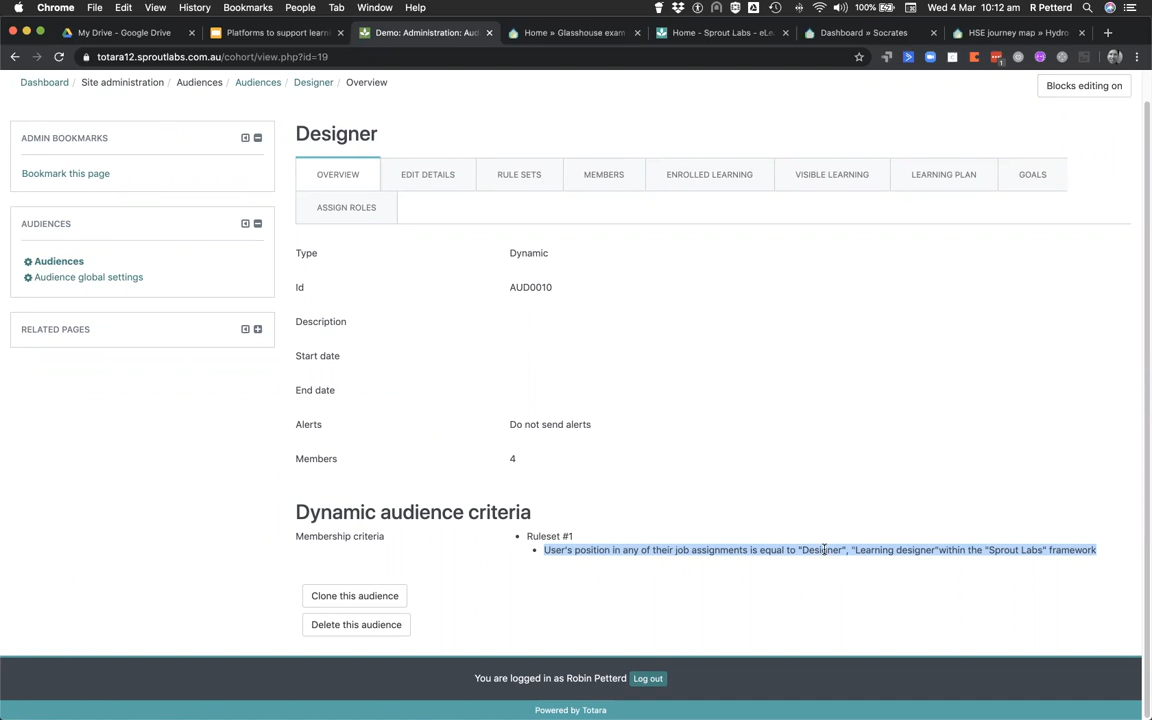 Chrome File Edit View History Bookmarks People Tab Window Help 100% Wed 4 Mar 10:12 am R Petterd
My Drive - Google Drive Platforms to support learni Demo: Administration: Aud Home » Glasshouse exam Home - Sprout Labs - eLe Dashboard » Socrates HSE journey map » Hydro
totara12.sproutlabs.com.au/cohort/view.php?id=19
Dashboard / Site administration / Audiences / Audiences / Designer / Overview
Blocks editing on
ADMIN BOOKMARKS
Bookmark this page
AUDIENCES
Audiences
Audience global settings
RELATED PAGES
Designer
OVERVIEW EDIT DETAILS RULE SETS MEMBERS ENROLLED LEARNING VISIBLE LEARNING LEARNING PLAN GOALS
ASSIGN ROLES
Type Dynamic
Id AUD0010
Description
Start date
End date
Alerts Do not send alerts
Members 4
Dynamic audience criteria
Membership criteria • Ruleset #1
• User's position in any of their job assignments is equal to "Designer", "Learning designer"within the "Sprout Labs" framework
Clone this audience
Delete this audience
You are logged in as Robin Petterd Log out
Powered by Totara